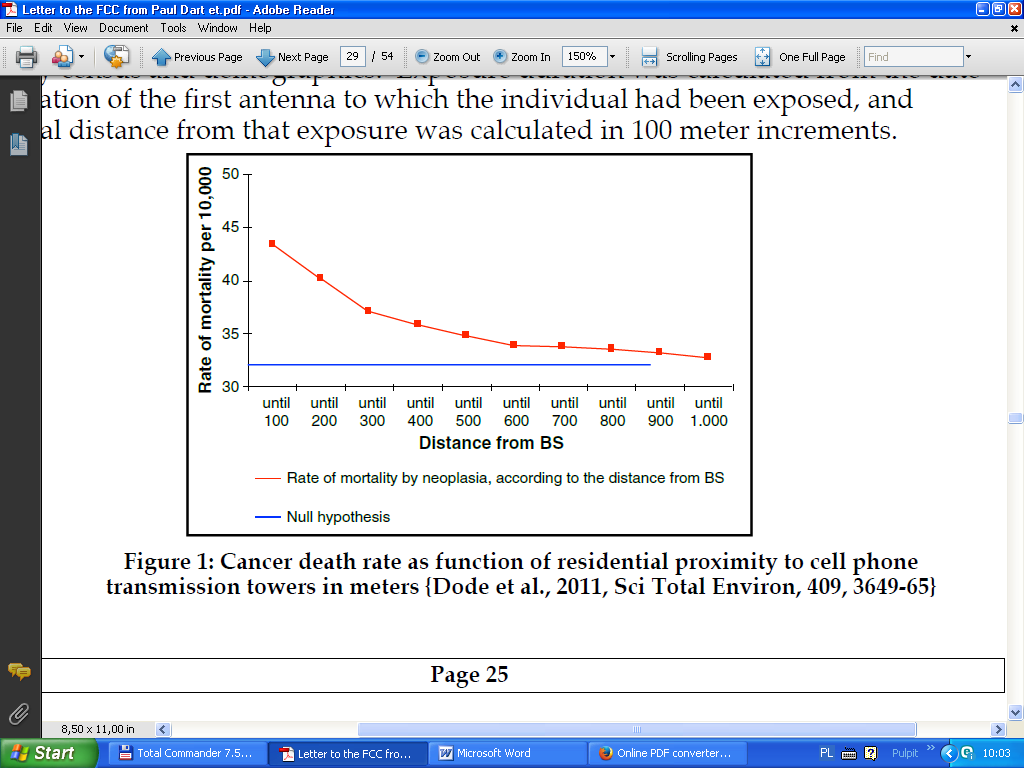 Letter to the FCC from Paul Dart et.pdf - Adobe Reader
File Edit View Document Tools Window Help
Previous Page Next Page 29 / 54 Zoom Out Zoom In 150% Scrolling Pages One Full Page Find
ation of the first antenna to which the individual had been exposed, and
al distance from that exposure was calculated in 100 meter increments.
Rate of mortality per 10,000
50
45
40
35
30
until until until until until until until until until until
100 200 300 400 500 600 700 800 900 1.000
Distance from BS
Rate of mortality by neoplasia, according to the distance from BS
Null hypothesis
Figure 1: Cancer death rate as function of residential proximity to cell phone
transmission towers in meters {Dode et al., 2011, Sci Total Environ, 409, 3649-65}
Page 25
8,50 x 11,00 in
Start Total Commander 7.5... Letter to the FCC fro... Microsoft Word Online PDF converter... PL Pulpit 10:03